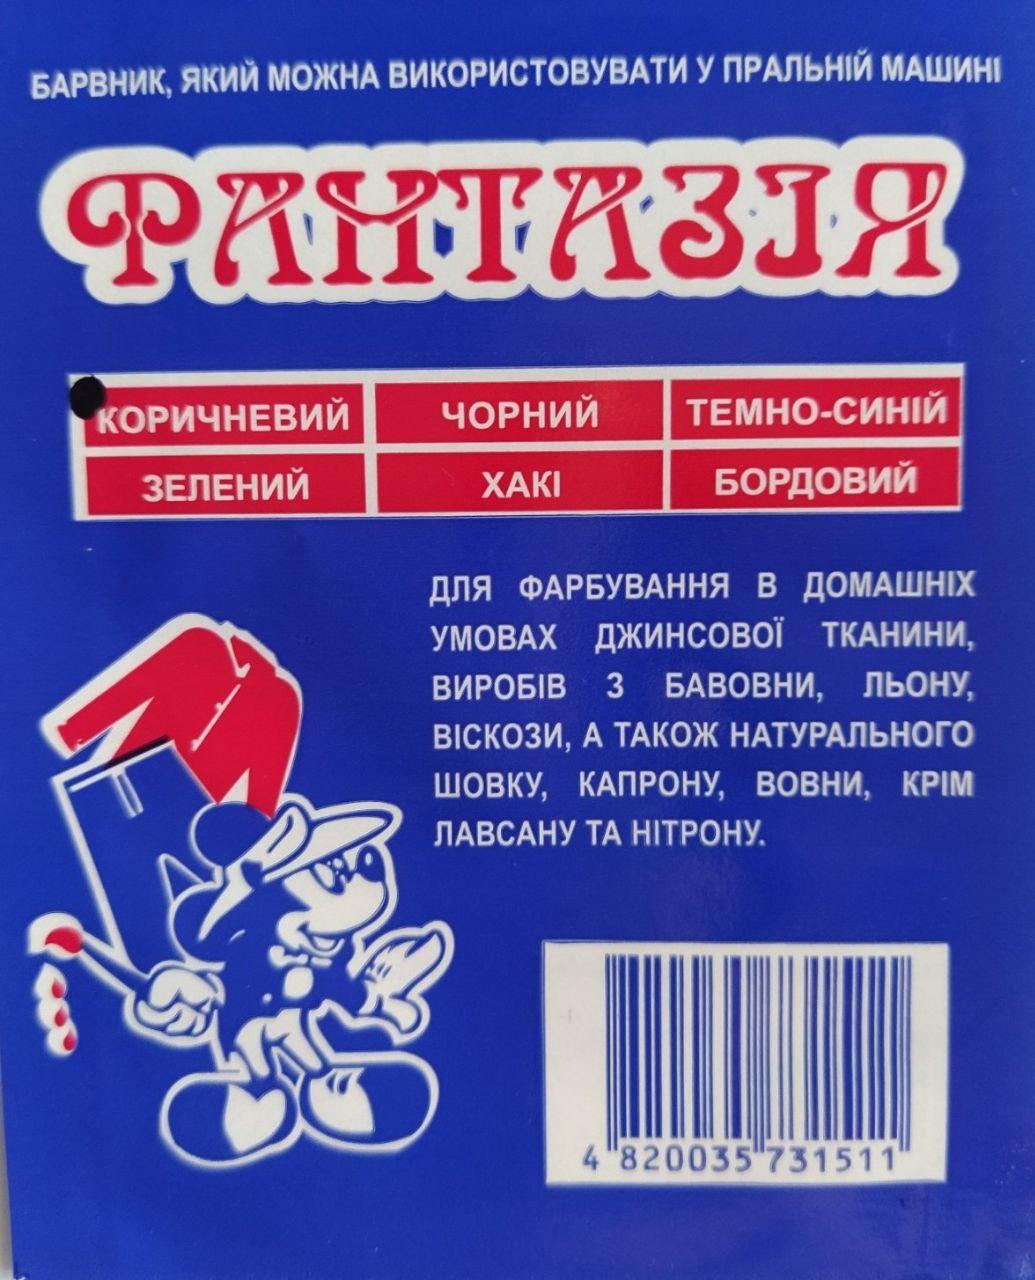 БАРВНИК, ЯКИЙ МОЖНА ВИКОРИСТОВУВАТИ У ПРАЛЬНІЙ МАШИНІ
ФАНТАЗІЯ
КОРИЧНЕВИЙ ЧОРНИЙ ТЕМНО-СИНІЙ
ЗЕЛЕНИЙ ХАКІ БОРДОВИЙ
ДЛЯ ФАРБУВАННЯ В ДОМАШНІХ
УМОВАХ ДЖИНСОВОЇ ТКАНИНИ,
ВИРОБІВ З БАВОВНИ, ЛЬОНУ,
ВІСКОЗИ, А ТАКОЖ НАТУРАЛЬНОГО
ШОВКУ, КАПРОНУ, ВОВНИ, КРІМ
ЛАВСАНУ ТА НІТРОНУ.
4 820035 731511